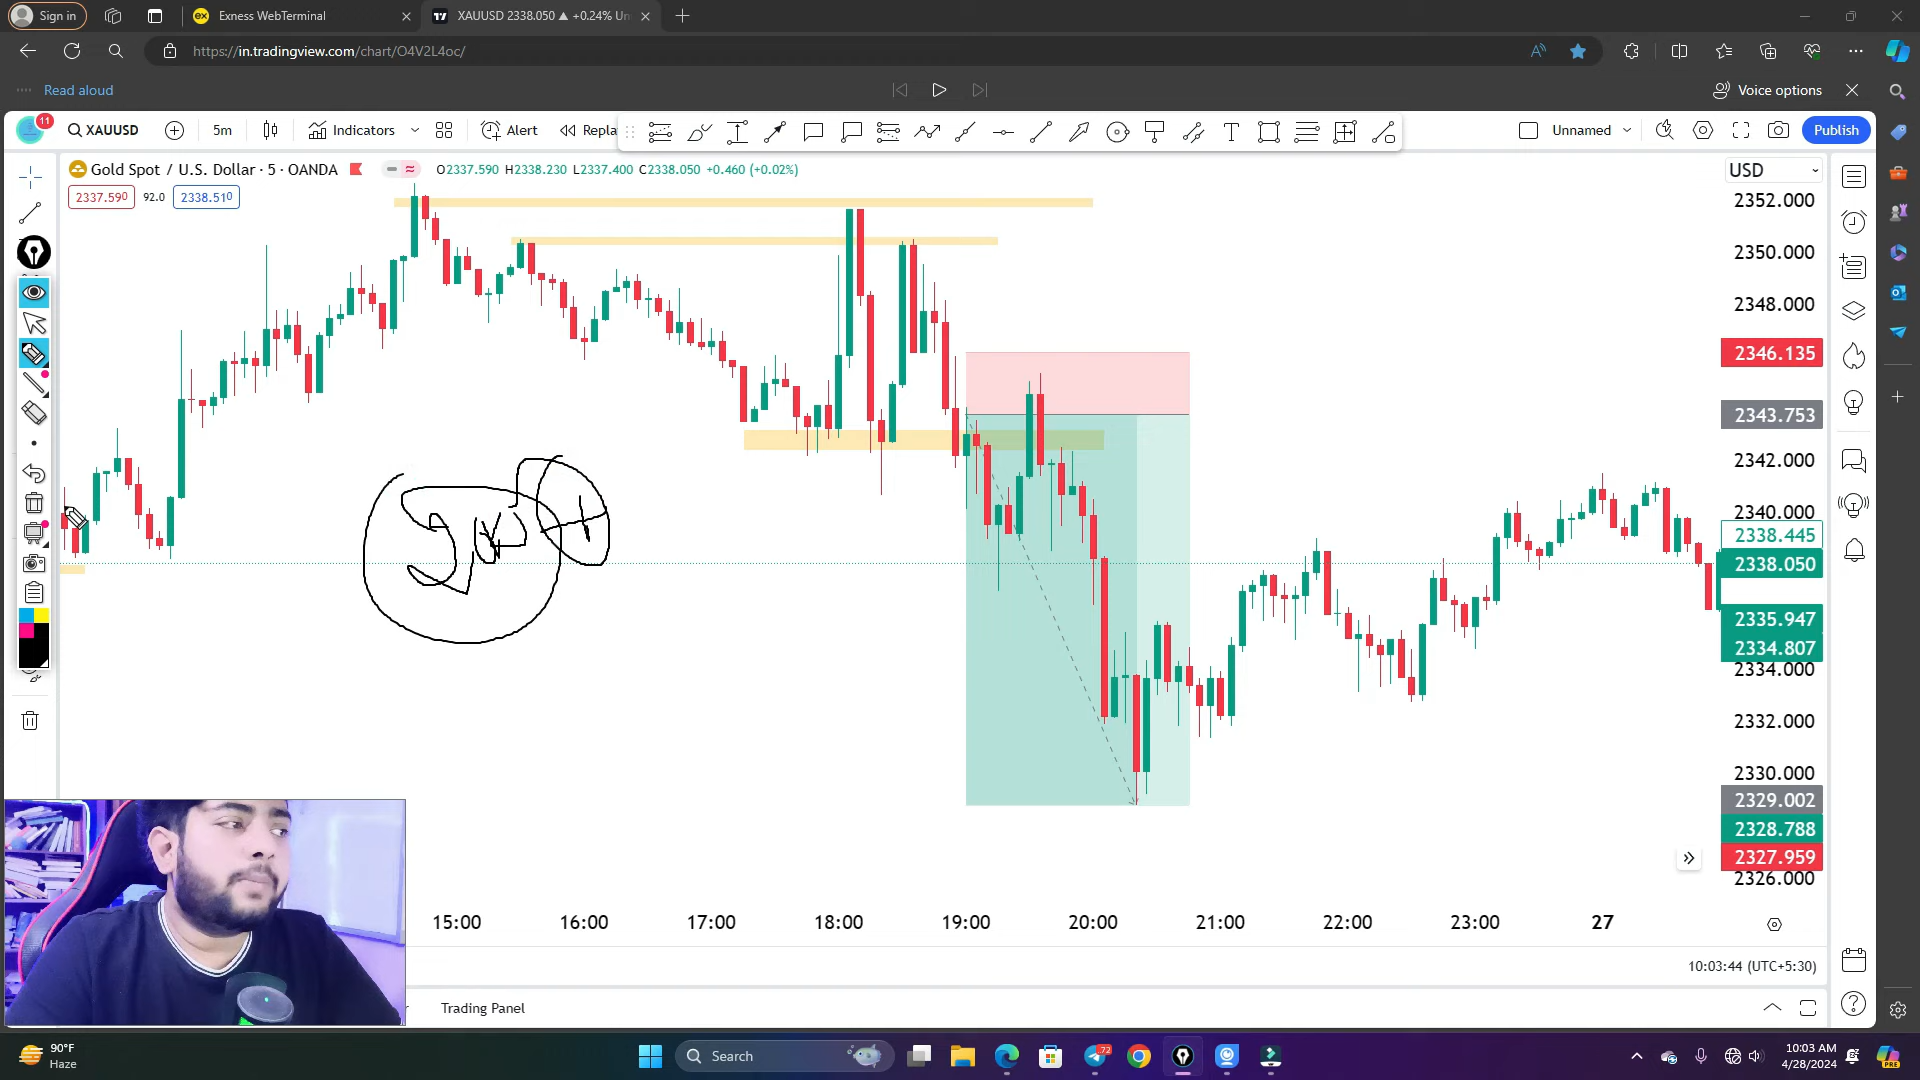 Sign in
Exness WebTerminal
XAUUSD 2338.050 ▲ +0.24% Un
https://in.tradingview.com/chart/O4V2L4oc/
Read aloud
Voice options
11
XAUUSD
5m
Indicators
Alert
Repla
Unnamed
Publish
Gold Spot / U.S. Dollar · 5 · OANDA
O2337.590 H2338.230 L2337.400 C2338.050 +0.460 (+0.02%)
USD
2337.590
92.0
2338.510
2352.000
2350.000
2348.000
2346.135
2343.753
2342.000
2340.000
2338.445
2338.050
2335.947
2334.807
2334.000
2332.000
2330.000
2329.002
2328.788
2327.959
2326.000
15:00
16:00
17:00
18:00
19:00
20:00
21:00
22:00
23:00
27
10:03:44 (UTC+5:30)
Trading Panel
90°F
Haze
Search
72
10:03 AM
4/28/2024
PRE